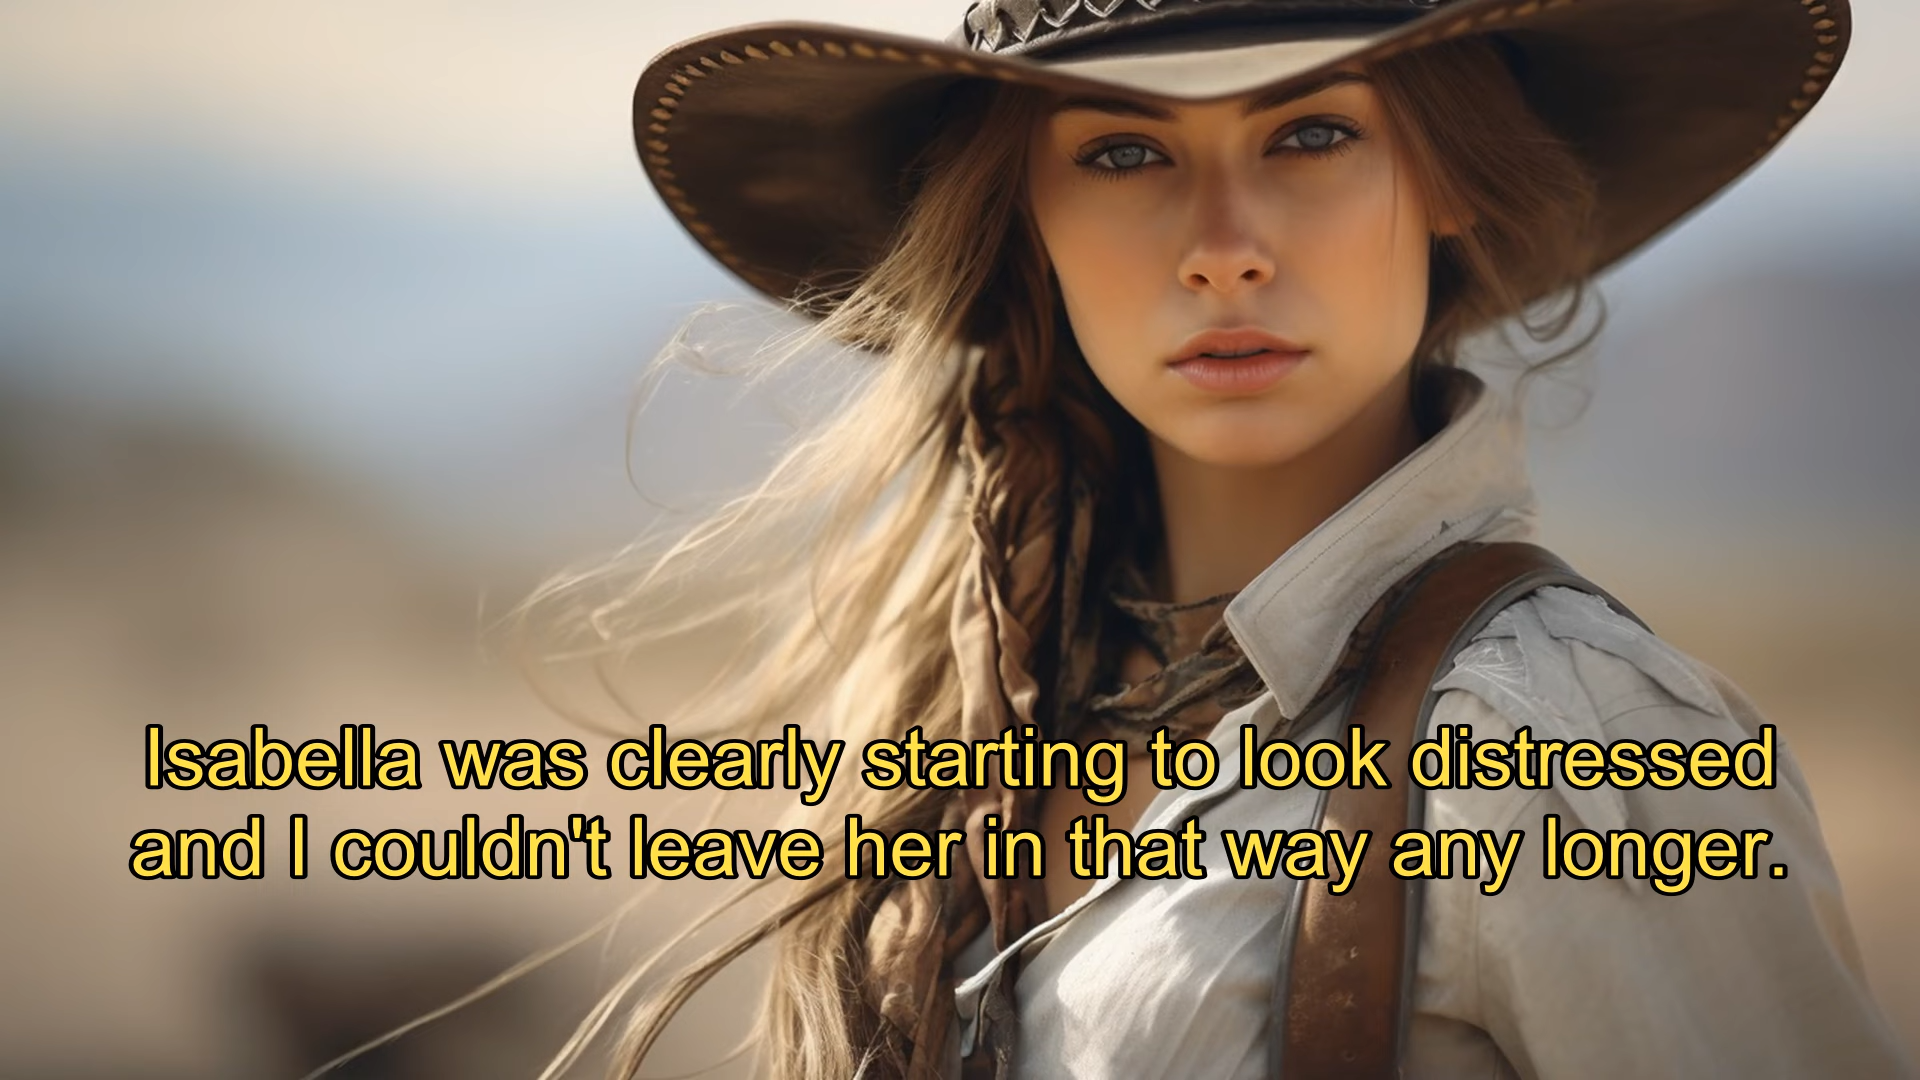 Isabella was clearly starting to look distressed
and I couldn't leave her in that way any longer.